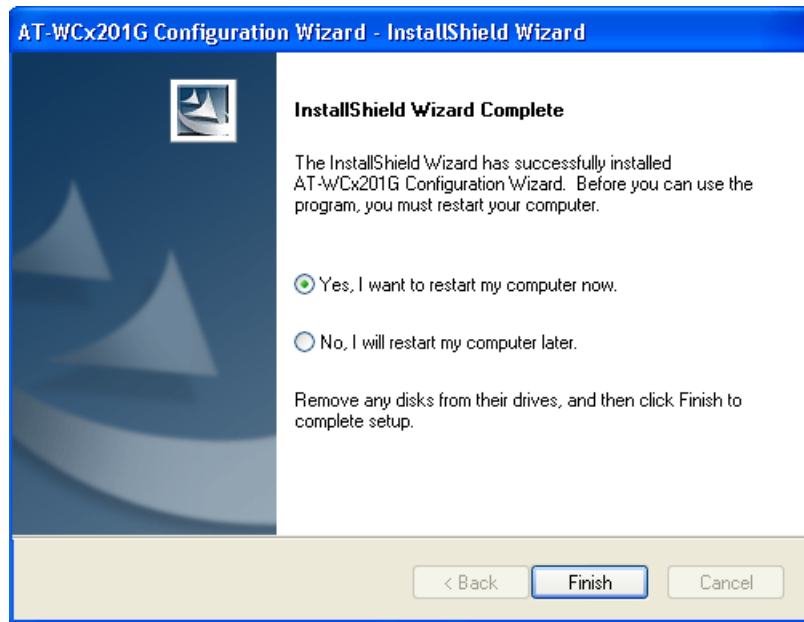 AT-WCx201G Configuration Wizard - InstallShield Wizard
InstallShield Wizard Complete
The InstallShield Wizard has successfully installed
AT-WCx201G Configuration Wizard.  Before you can use the
program, you must restart your computer.
Yes, I want to restart my computer now.
No, I will restart my computer later.
Remove any disks from their drives, and then click Finish to
complete setup.
< Back Finish Cancel